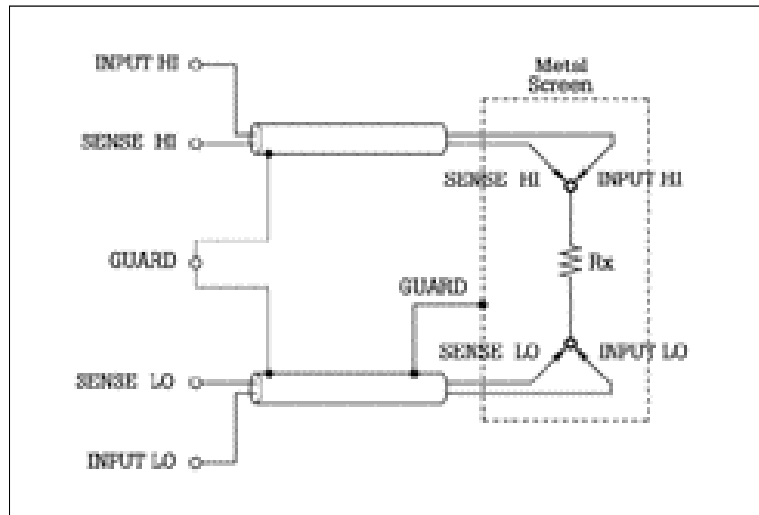 INPUT HI
Metal
Screen
SENSE HI
SENSE HI
INPUT HI
GUARD
Rx
GUARD
SENSE LO
INPUT LO
SENSE LO
INPUT LO